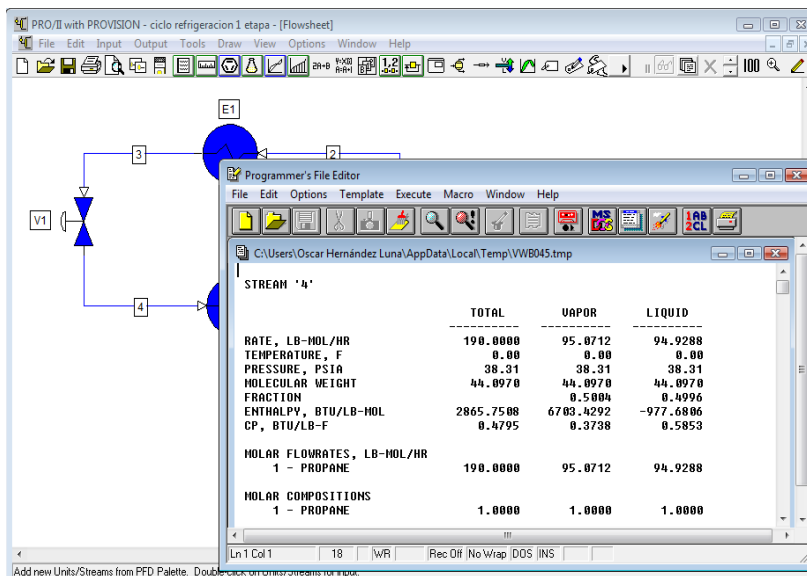 PRO/II with PROVISION - ciclo refrigeracion 1 etapa - [Flowsheet]
File Edit Input Output Tools Draw View Options Window Help
100
E1
3
2
V1
4
Programmer's File Editor
File Edit Options Template Execute Macro Window Help
C:\Users\Oscar Hernández Luna\AppData\Local\Temp\VWB045.tmp
STREAM '4'
TOTAL VAPOR LIQUID
---------- ---------- ----------
RATE, LB-MOL/HR 190.0000 95.0712 94.9288
TEMPERATURE, F 0.00 0.00 0.00
PRESSURE, PSIA 38.31 38.31 38.31
MOLECULAR WEIGHT 44.0970 44.0970 44.0970
FRACTION 0.5004 0.4996
ENTHALPY, BTU/LB-MOL 2865.7508 6703.4292 -977.6806
CP, BTU/LB-F 0.4795 0.3738 0.5853
MOLAR FLOWRATES, LB-MOL/HR
1 - PROPANE 190.0000 95.0712 94.9288
MOLAR COMPOSITIONS
1 - PROPANE 1.0000 1.0000 1.0000
Ln 1 Col 1 18 WR Rec Off No Wrap DOS INS
Add new Units/Streams from PFD Palette. Double-click on Units/Streams for input.